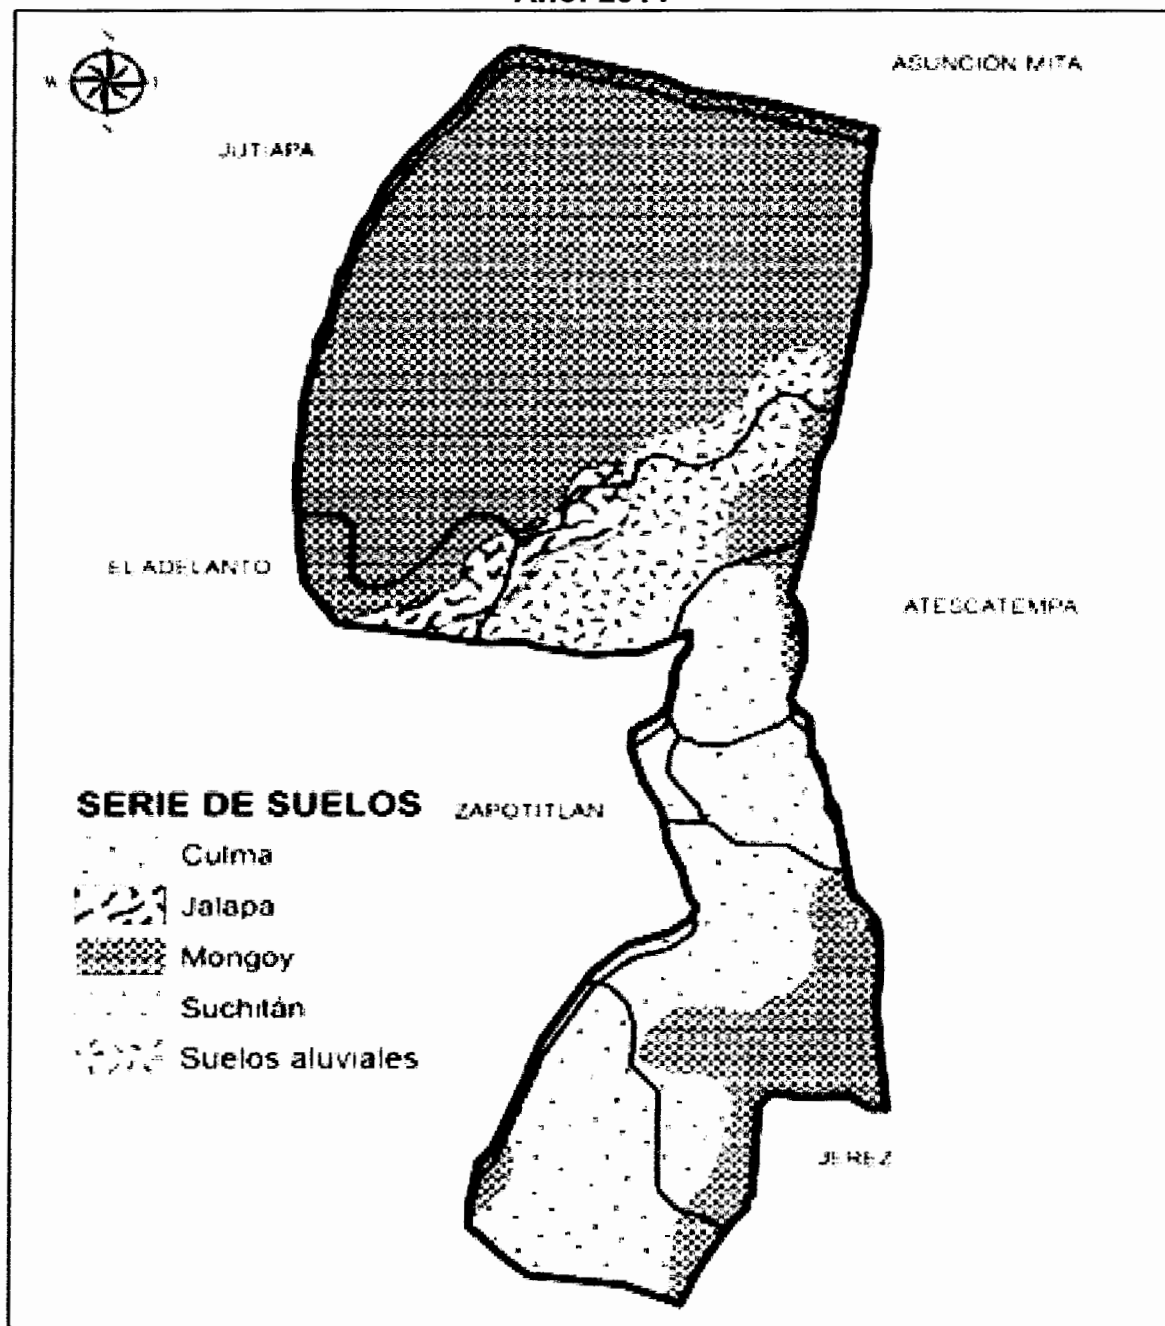 ASUNCION MITA
W
JUTIAPA
EL ADELANTO
ATESCATEMPA
SERIE DE SUELOS
ZAPOTITLAN
Culma
Jalapa
Mongoy
Suchitán
Suelos aluviales
JEREZ